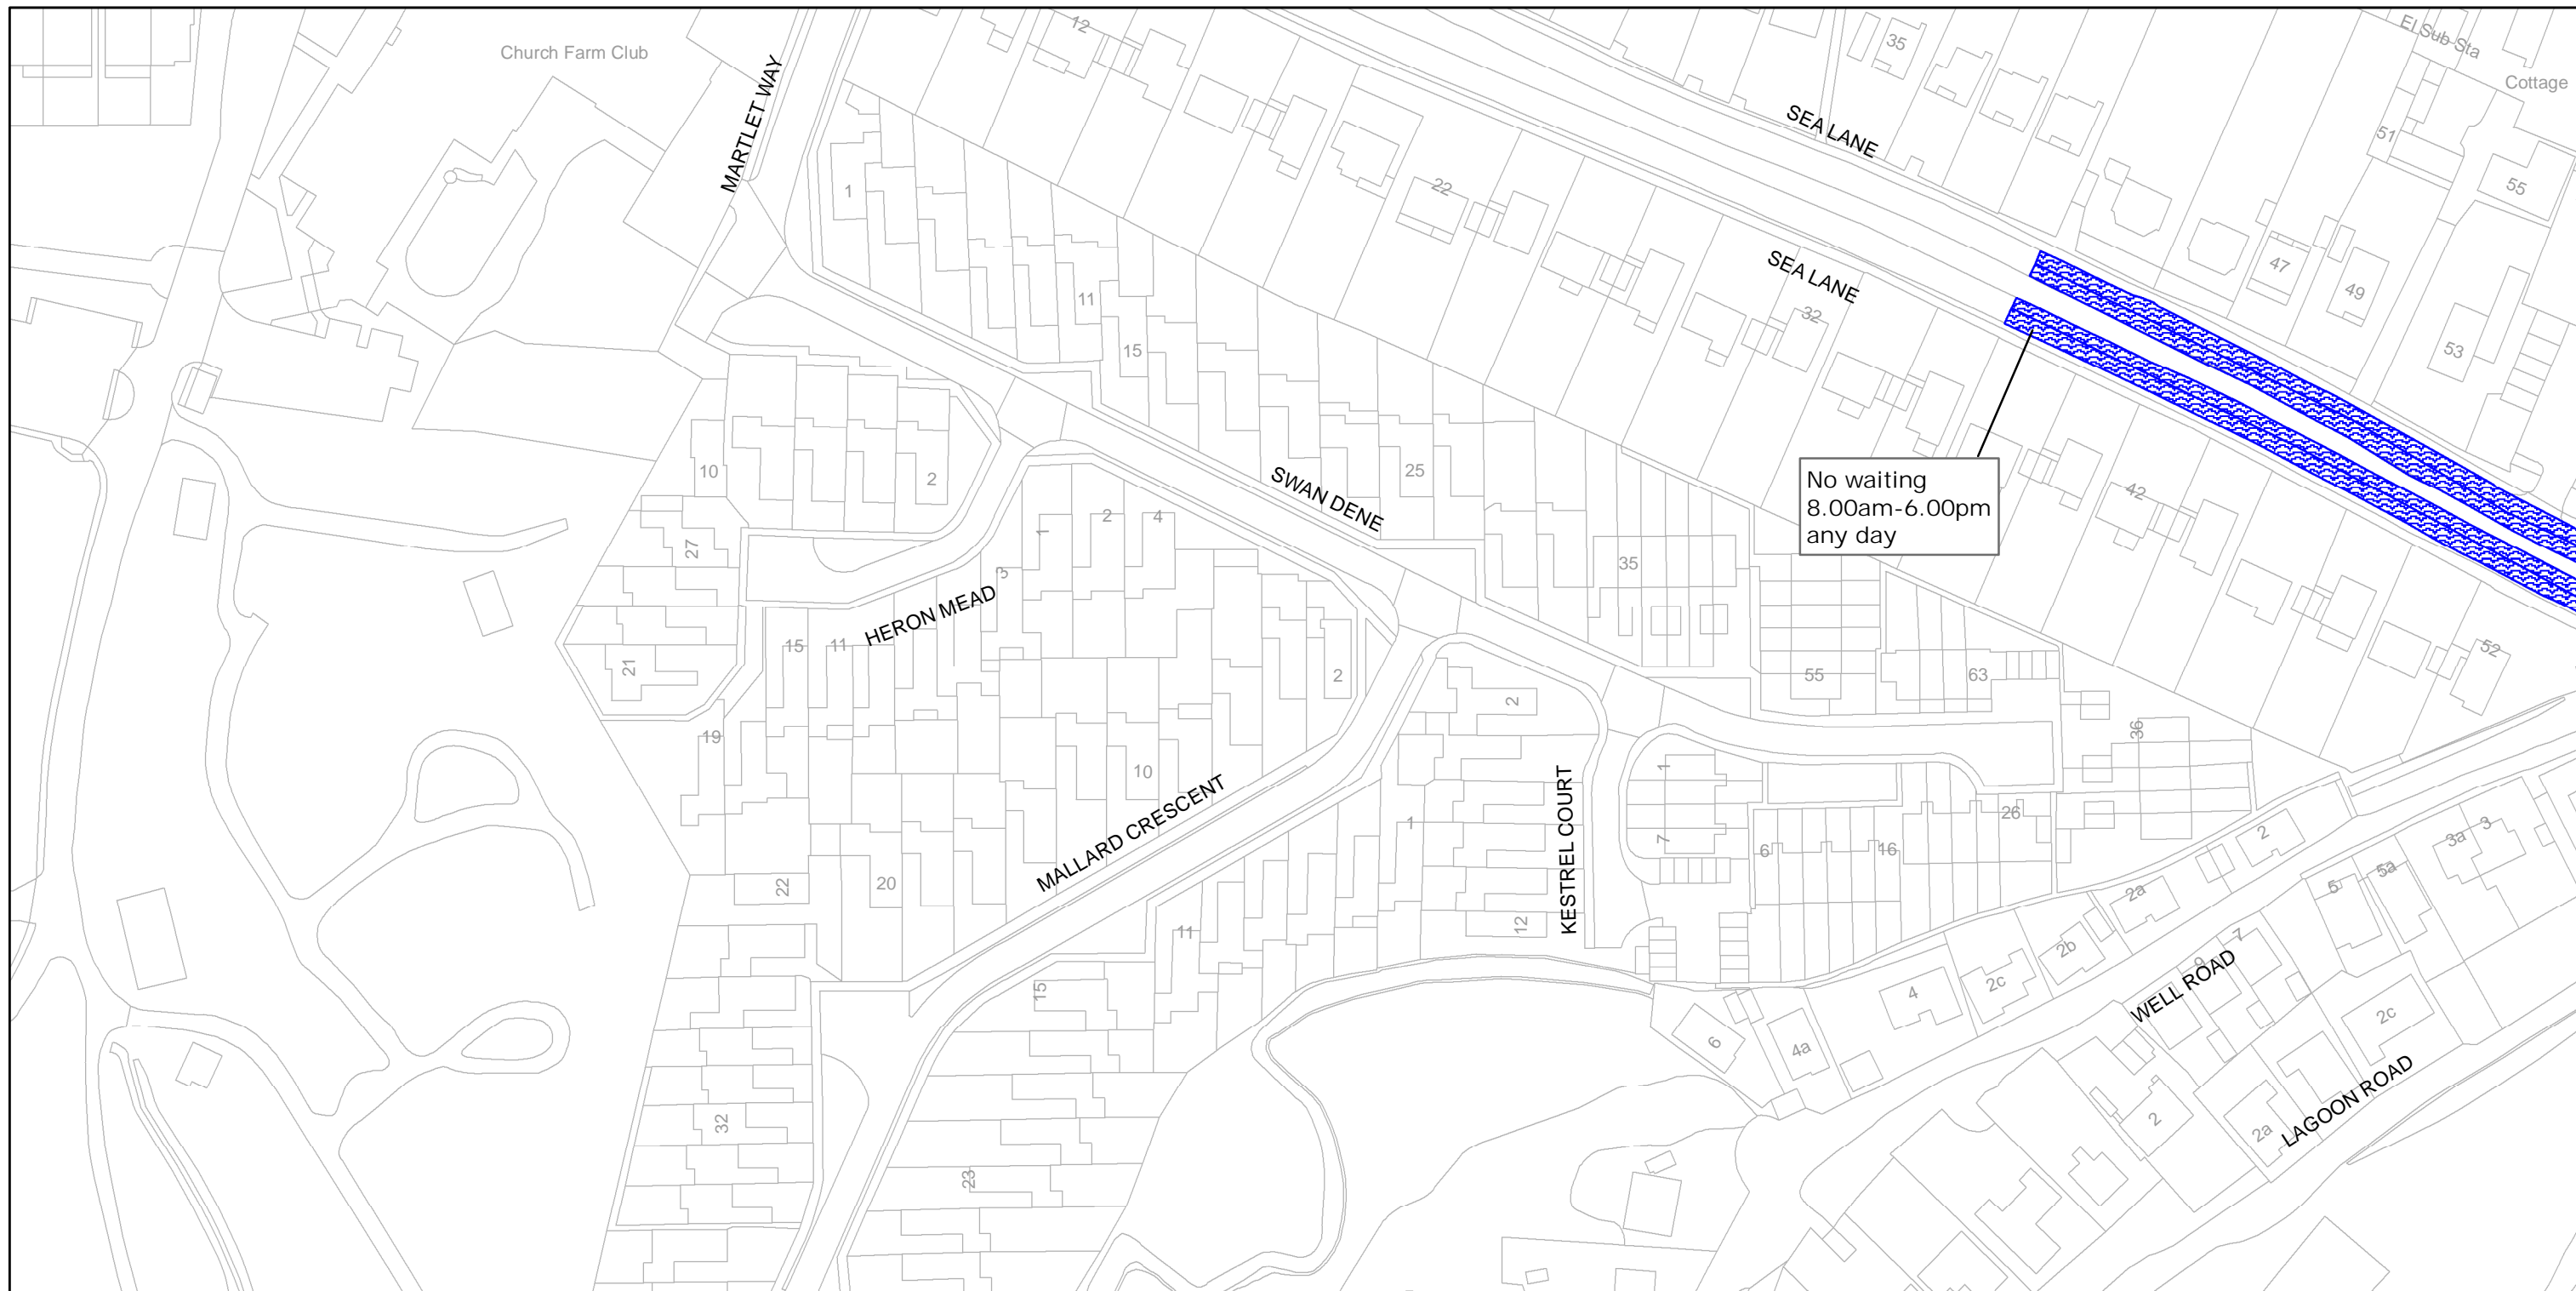 Church Farm Club
12
35
El Sub Sta
Cottage
MARTLET WAY
SEA LANE
51
1
22
55
SEA LANE
47
49
11
32
15
53
10
2
25
SWAN DENE
No waiting
8.00am-6.00pm
any day
42
1
2
4
27
3
35
HERON MEAD
15
11
21
2
55
63
52
2
19
36
1
10
MALLARD CRESCENT
KESTREL COURT
1
7
26
2
3a
3
6
16
5
5a
22
20
2a
12
11
2b
7
9
WELL ROAD
15
4
2c
2c
6
4a
LAGOON ROAD
32
2
2a
23